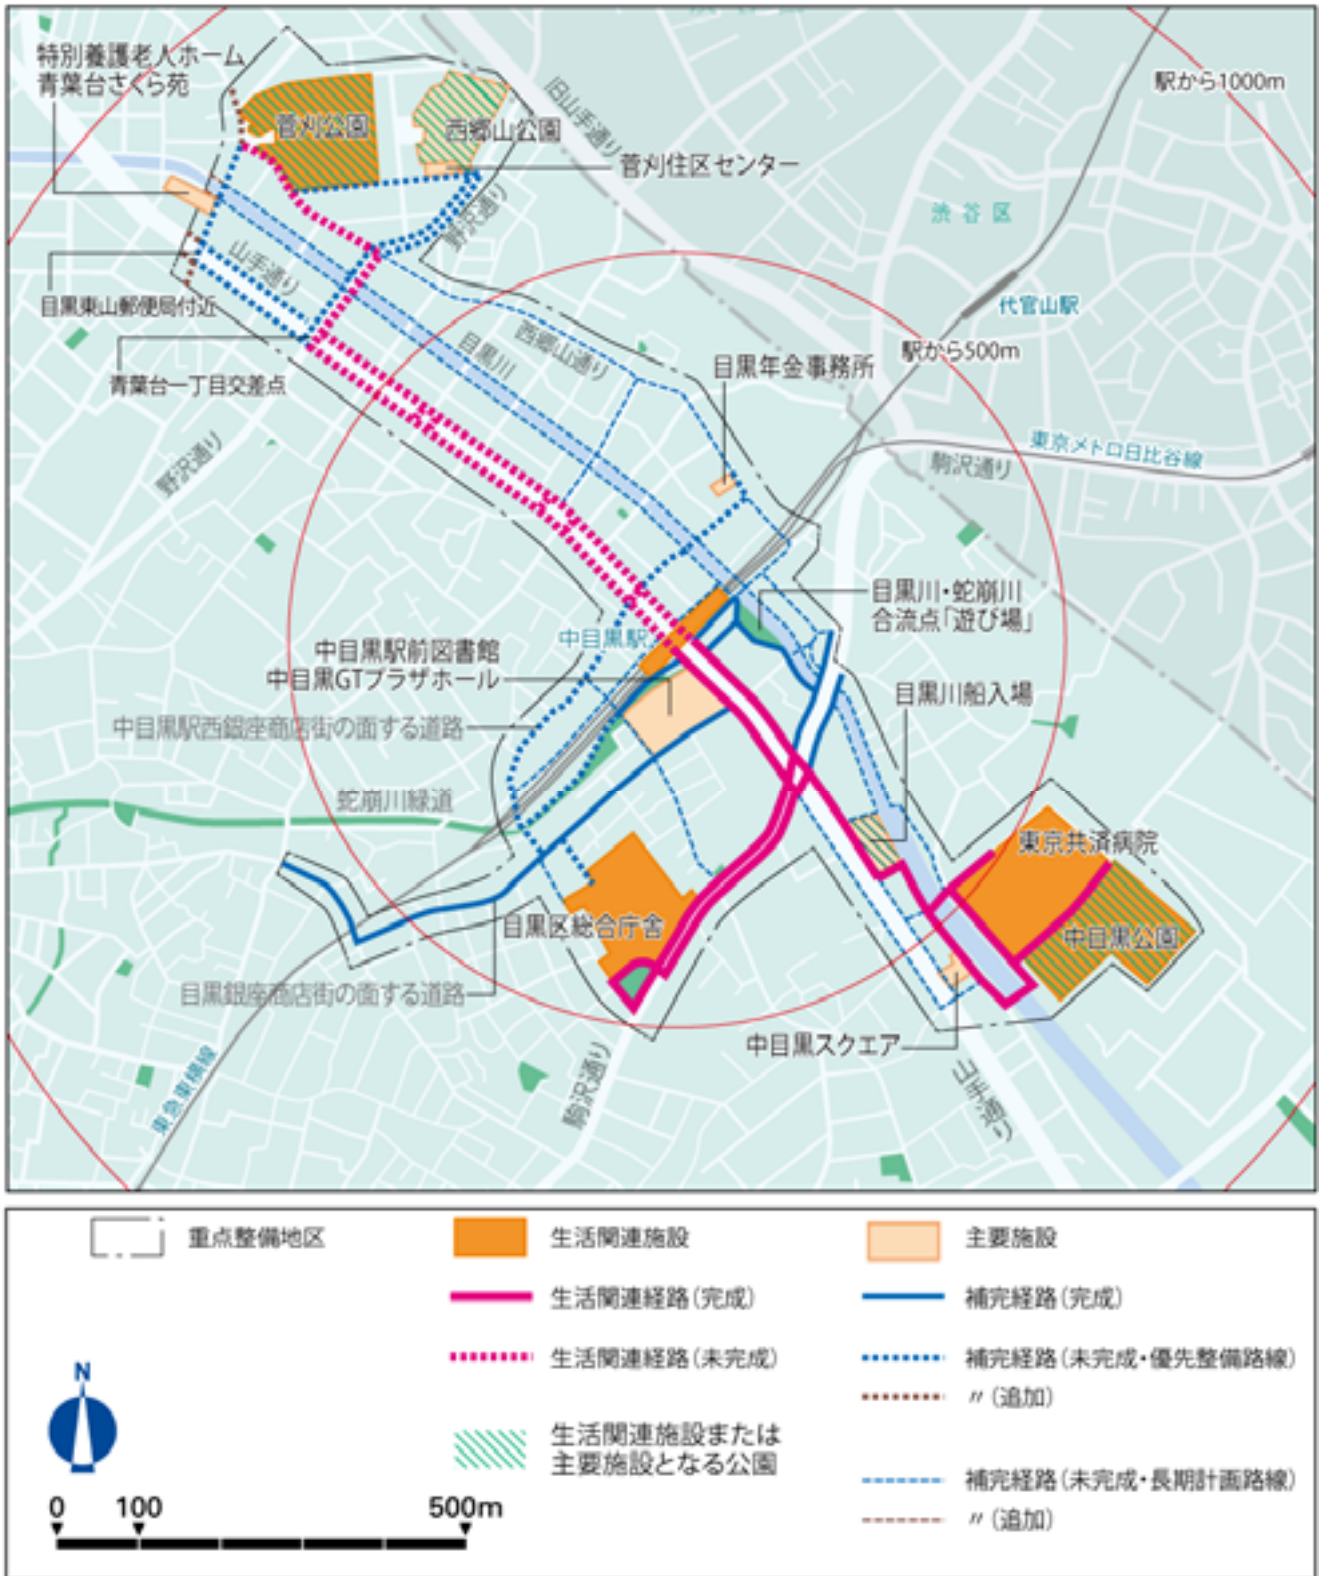 特別養護老人ホーム
青葉台さくら苑
菅刈公園
西郷山公園
旧山手通り
駅から1000m
菅刈住区センター
野沢通り
渋谷区
山手通り
目黒東山郵便局付近
青葉台一丁目交差点
目黒川
西郷山通り
代官山駅
駅から500m
目黒年金事務所
野沢通り
東京メトロ日比谷線
駒沢通り
目黒川・蛇崩川
合流点「遊び場」
中目黒駅
中目黒駅前図書館
中目黒GTプラザホール
目黒川船入場
中目黒駅西銀座商店街の面する道路
蛇崩川緑道
東京共済病院
目黒区総合庁舎
中目黒公園
目黒銀座商店街の面する道路
中目黒スクエア
東急東横線
駒沢通り
山手通り
重点整備地区
生活関連施設
主要施設
生活関連経路(完成)
補完経路(完成)
生活関連経路(未完成)
補完経路(未完成・優先整備路線)
〃(追加)
生活関連施設または
主要施設となる公園
補完経路(未完成・長期計画路線)
〃(追加)
N
0 100 500m